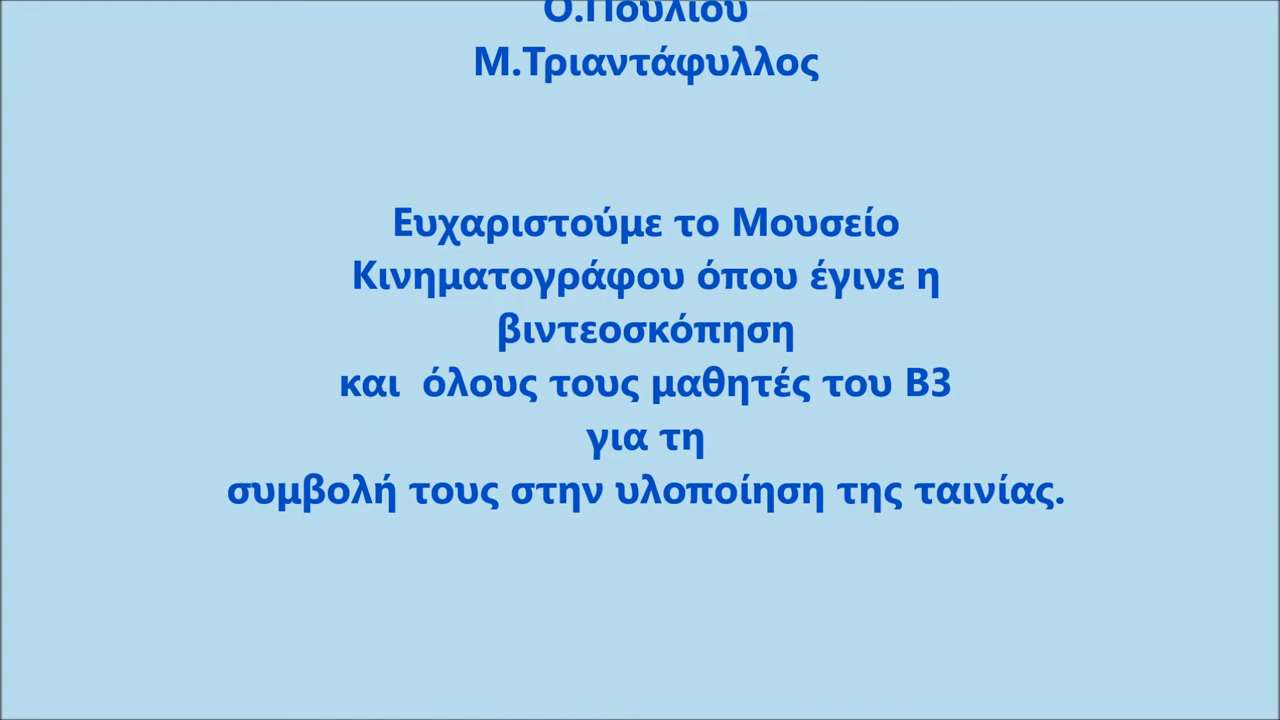 Ο.Πουλίου
Μ.Τριαντάφυλλος
Ευχαριστούμε το Μουσείο
Κινηματογράφου όπου έγινε η
βιντεοσκόπηση
και  όλους τους μαθητές του Β3
για τη
συμβολή τους στην υλοποίηση της ταινίας.